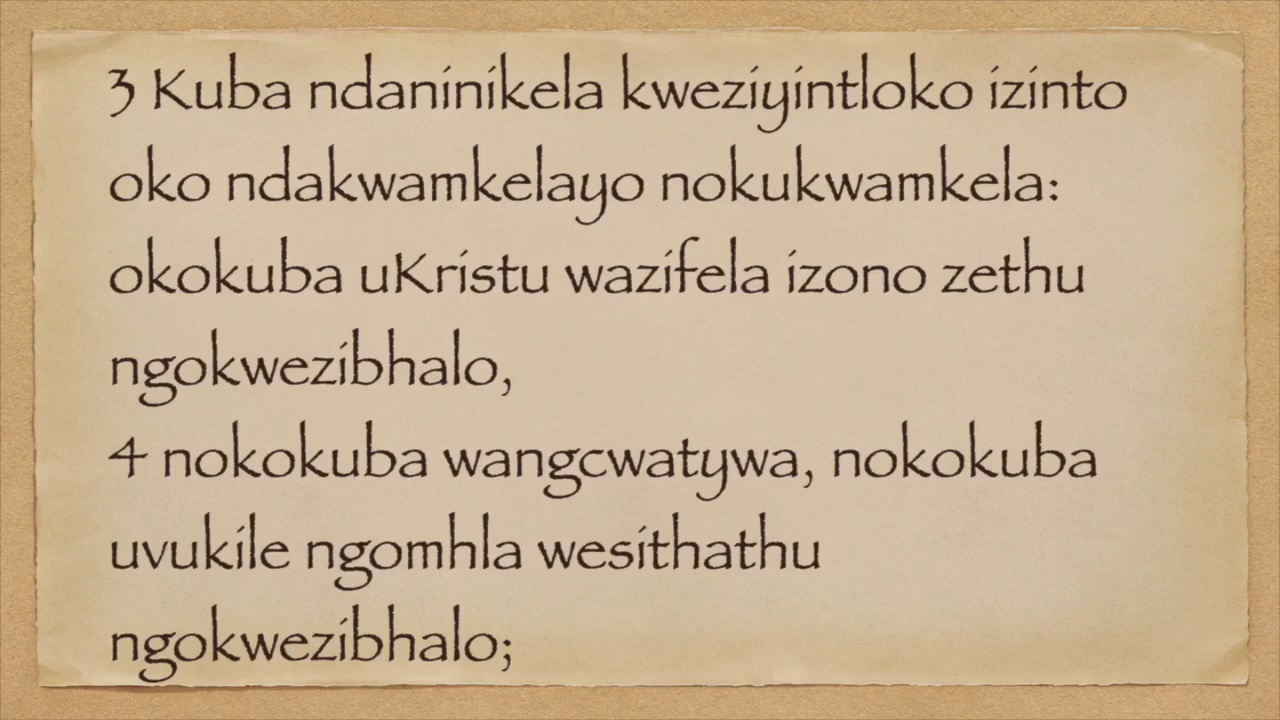 3 Kuba ndaninikela kweziyintloko izinto
oko ndakwamkelayo nokukwamkela:
okokuba uKristu wazifela izono zethu
ngokwezibhalo,
4 nokokuba wangcwatywa, nokokuba
uvukile ngomhla wesithathu
ngokwezibhalo;